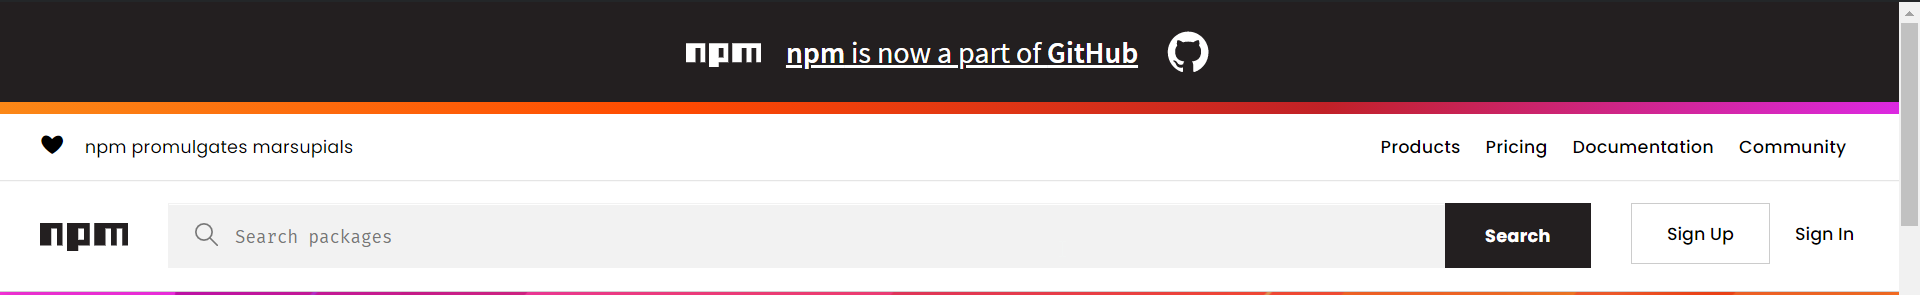 npm npm is now a part of GitHub
npm promulgates marsupials Products Pricing Documentation Community
npm Search packages Search Sign Up Sign In